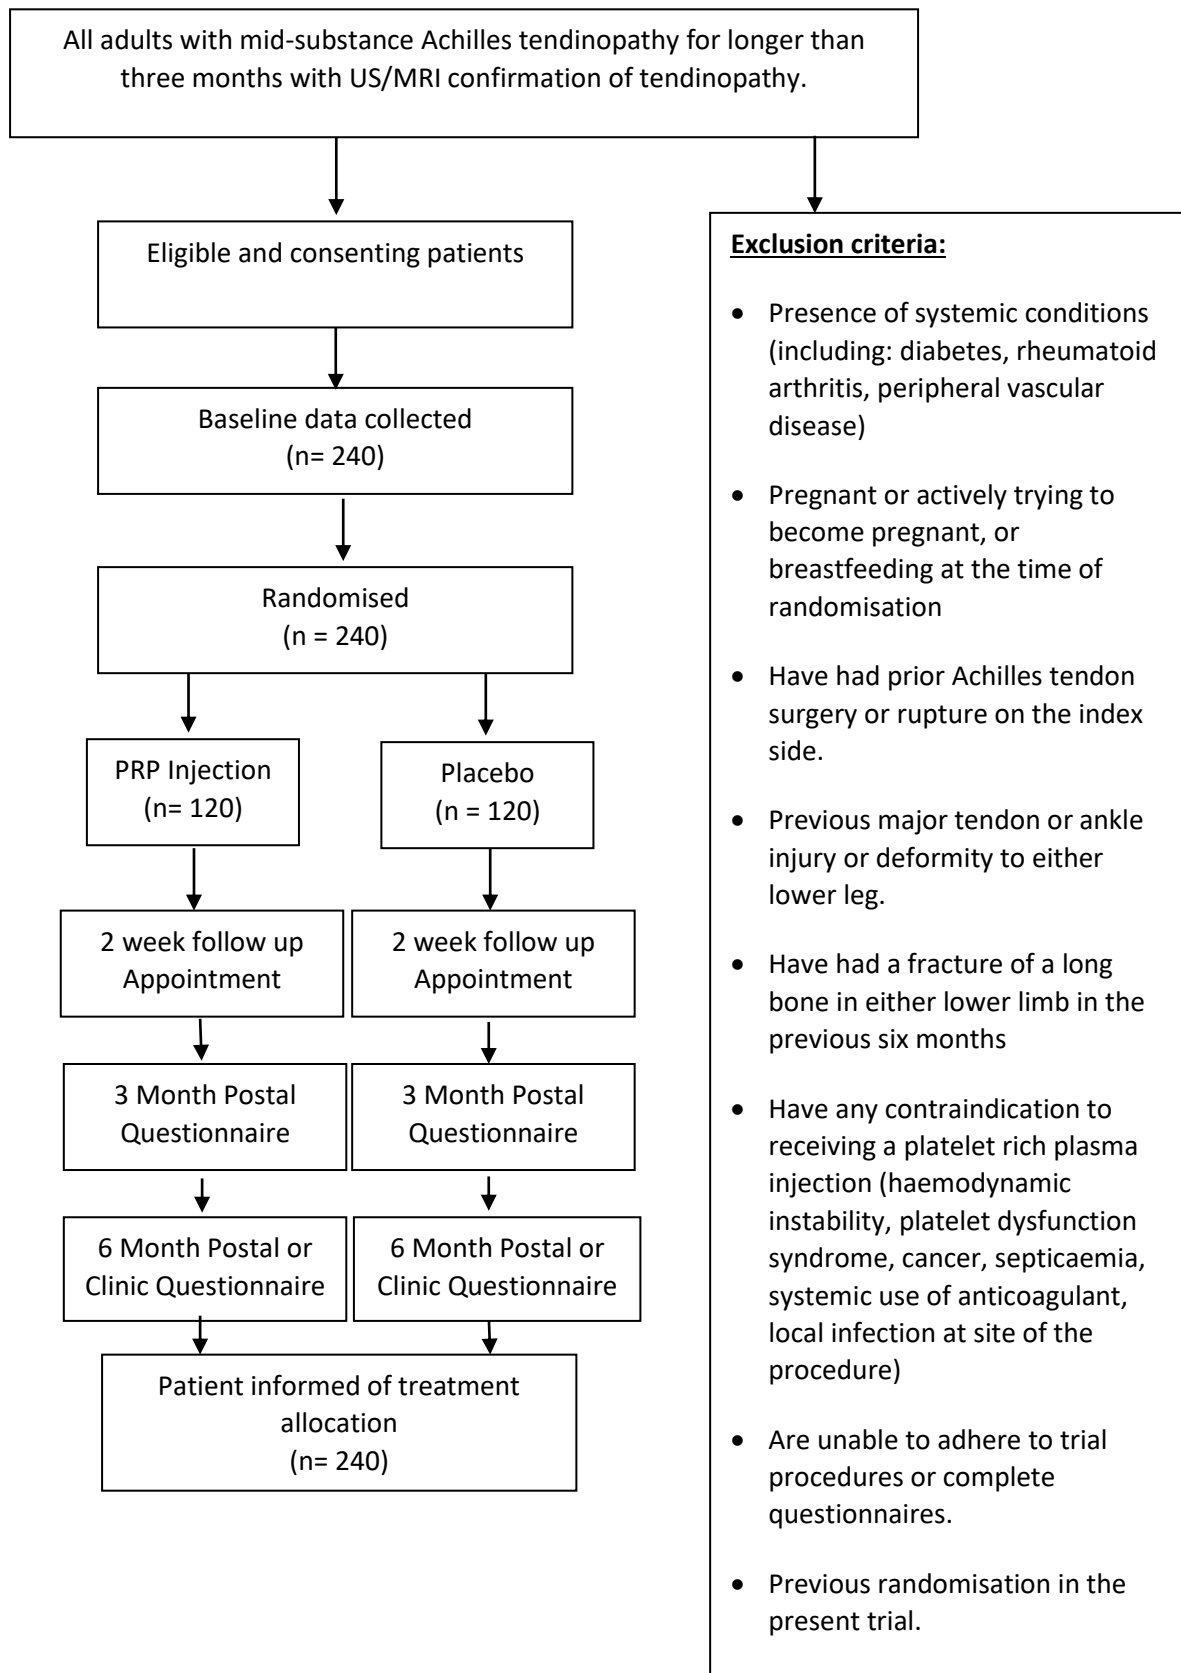 All adults with mid-substance Achilles tendinopathy for longer than
three months with US/MRI confirmation of tendinopathy.
Eligible and consenting patients
Baseline data collected
(n= 240)
Randomised
(n = 240)
PRP Injection
(n= 120)
Placebo
(n = 120)
2 week follow up
Appointment
2 week follow up
Appointment
3 Month Postal
Questionnaire
3 Month Postal
Questionnaire
6 Month Postal or
Clinic Questionnaire
6 Month Postal or
Clinic Questionnaire
Patient informed of treatment
allocation
(n= 240)
Exclusion criteria:
• Presence of systemic conditions
(including: diabetes, rheumatoid
arthritis, peripheral vascular
disease)
• Pregnant or actively trying to
become pregnant, or
breastfeeding at the time of
randomisation
• Have had prior Achilles tendon
surgery or rupture on the index
side.
• Previous major tendon or ankle
injury or deformity to either
lower leg.
• Have had a fracture of a long
bone in either lower limb in the
previous six months
• Have any contraindication to
receiving a platelet rich plasma
injection (haemodynamic
instability, platelet dysfunction
syndrome, cancer, septicaemia,
systemic use of anticoagulant,
local infection at site of the
procedure)
• Are unable to adhere to trial
procedures or complete
questionnaires.
• Previous randomisation in the
present trial.